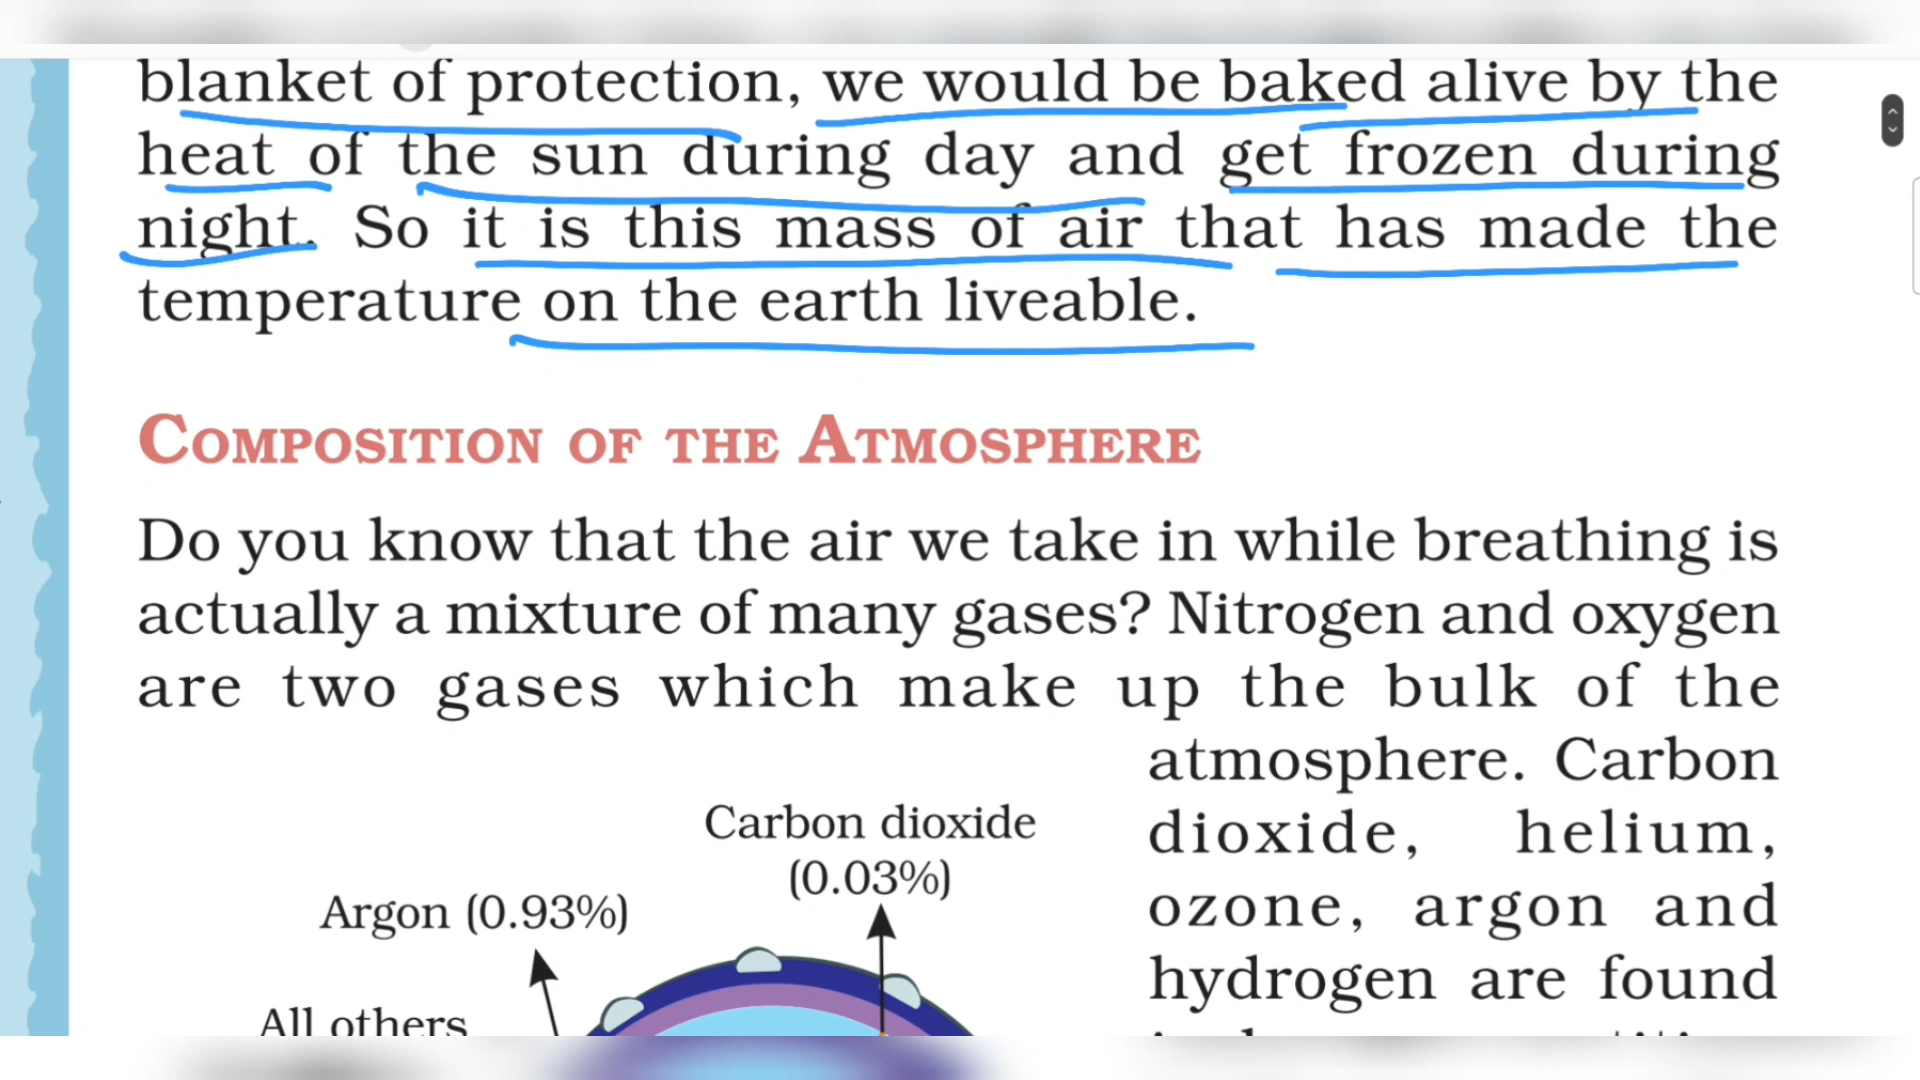 blanket of protection, we would be baked alive by the
heat of the sun during day and get frozen during
night. So it is this mass of air that has made the
temperature on the earth liveable.
COMPOSITION OF THE ATMOSPHERE
Do you know that the air we take in while breathing is
actually a mixture of many gases? Nitrogen and oxygen
are two gases which make up the bulk of the
atmosphere. Carbon
dioxide, helium,
ozone, argon and
hydrogen are found
Carbon dioxide
(0.03%)
Argon (0.93%)
All others